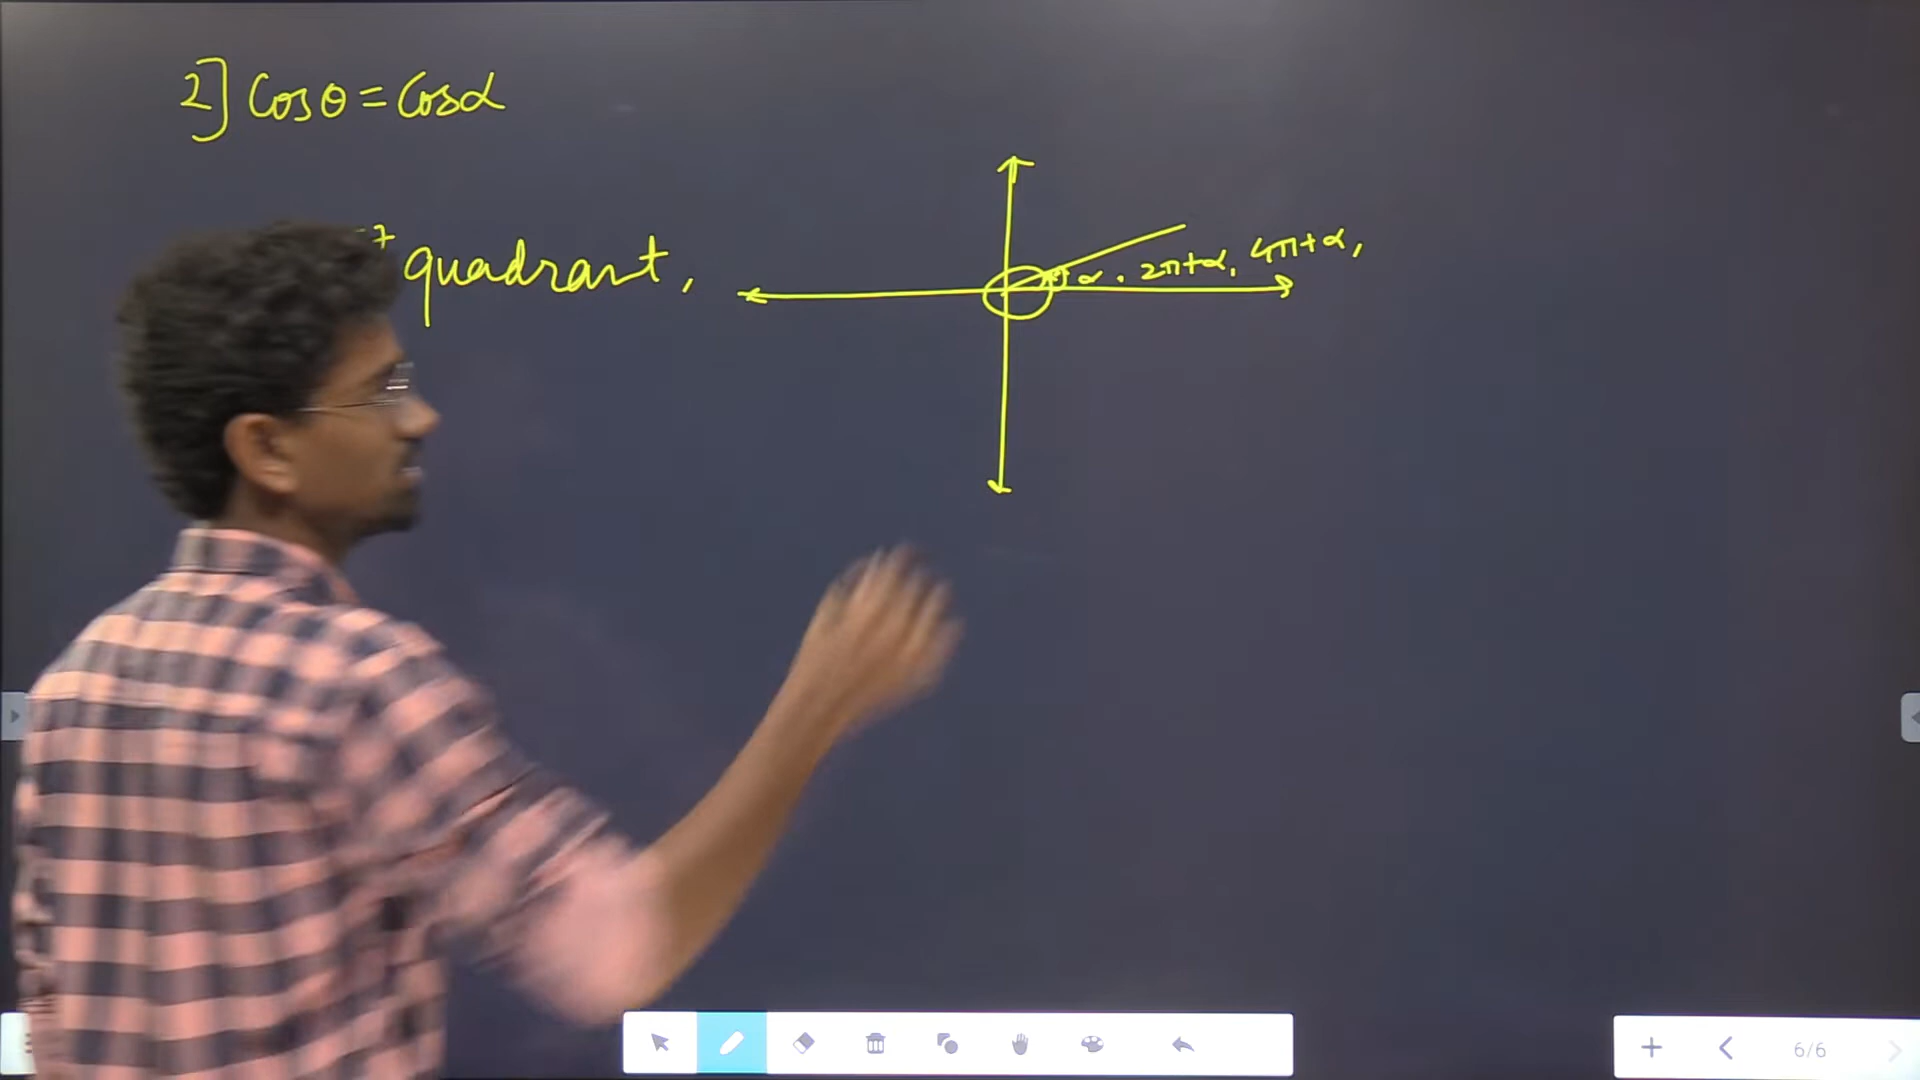 2] Cosθ = Cosα
quadrant,
α, 2π+α, 4π+α,
6/6